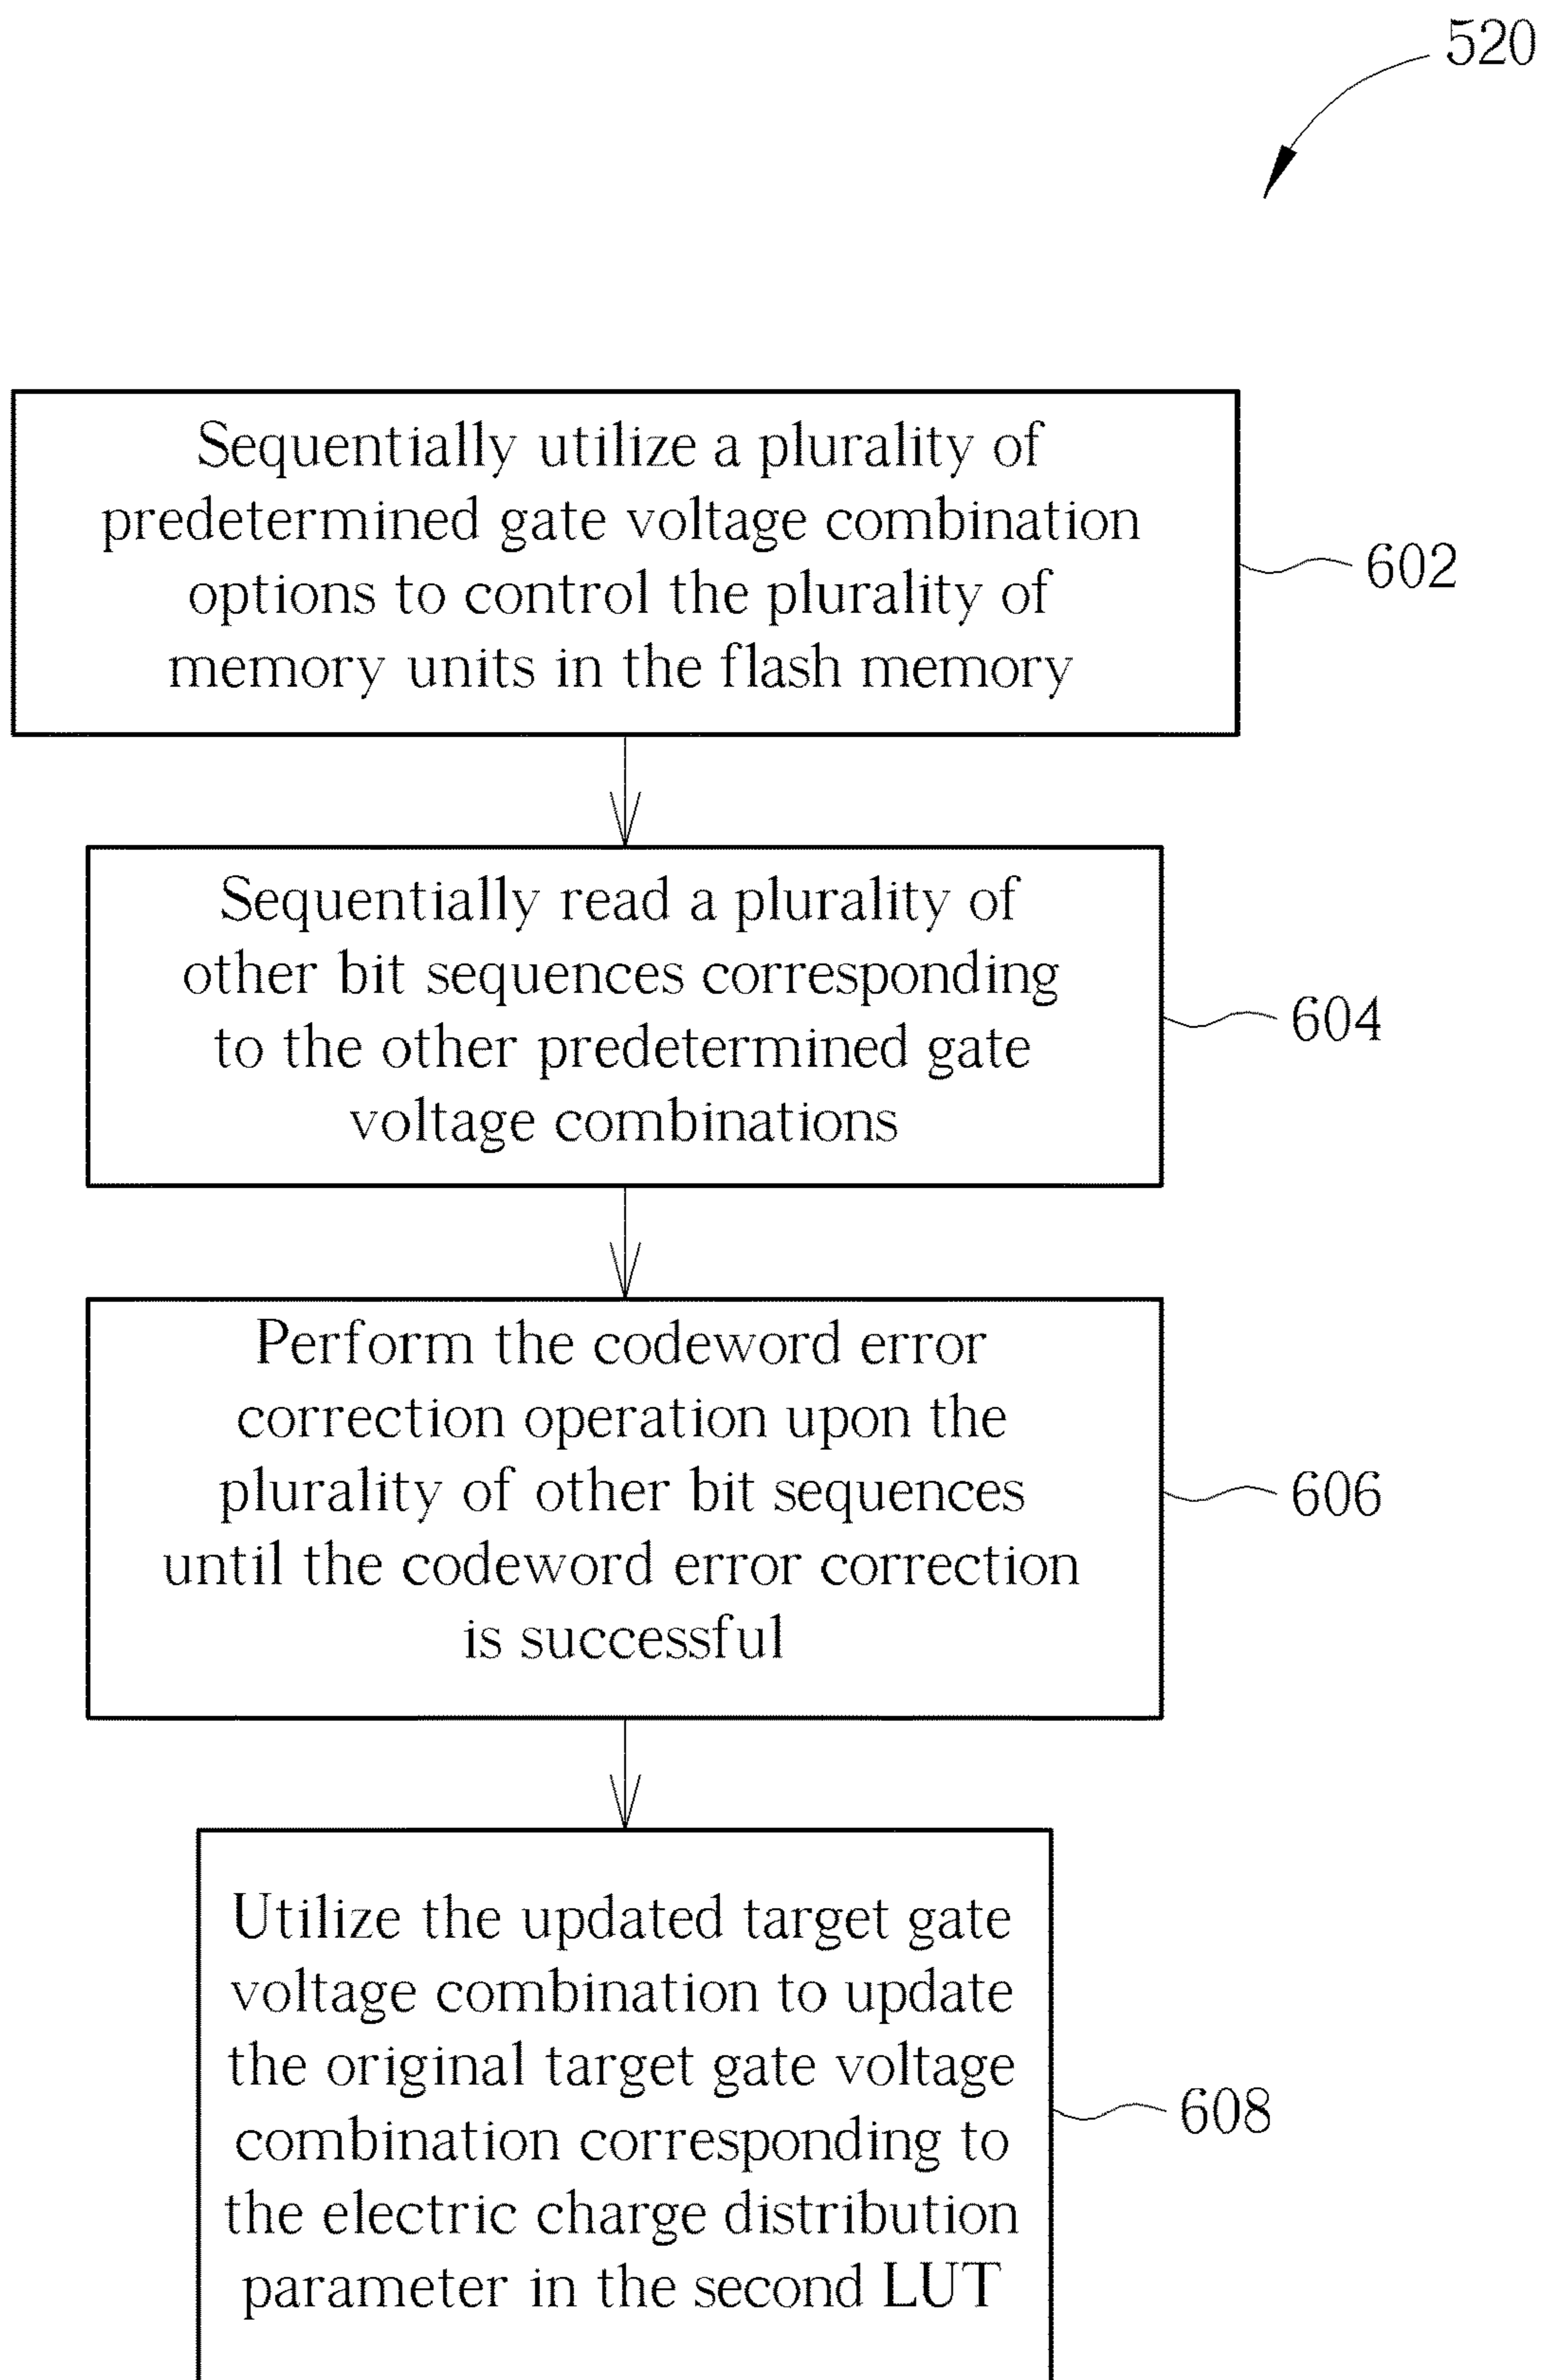 520
Sequentially utilize a plurality of
predetermined gate voltage combination
options to control the plurality of
memory units in the flash memory
602
Sequentially read a plurality of
other bit sequences corresponding
to the other predetermined gate
voltage combinations
604
Perform the codeword error
correction operation upon the
plurality of other bit sequences
until the codeword error correction
is successful
606
Utilize the updated target gate
voltage combination to update
the original target gate voltage
combination corresponding to
the electric charge distribution
parameter in the second LUT
608